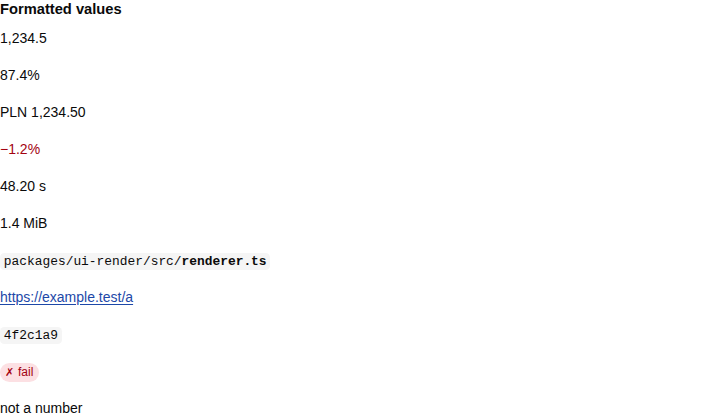 Formatted values
1,234.5
87.4%
PLN 1,234.50
−1.2%
48.20 s
1.4 MiB
packages/ui-render/src/renderer.ts
https://example.test/a
4f2c1a9
✗ fail
not a number